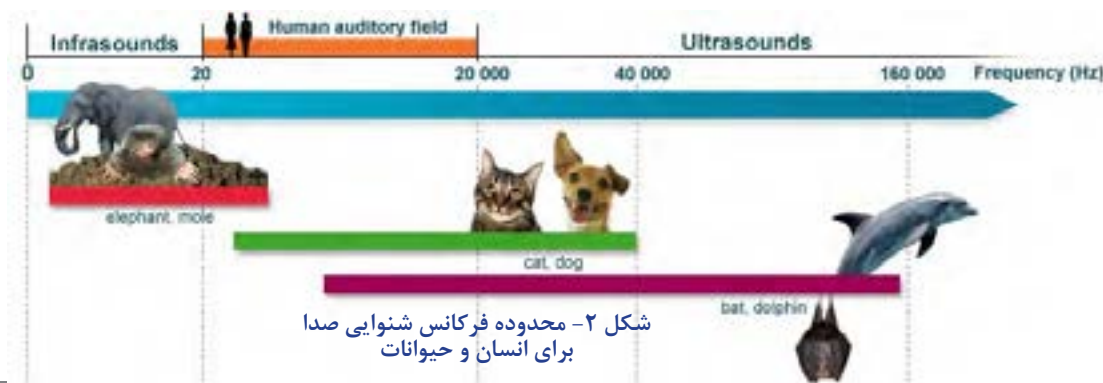 Human auditory field
Infrasounds
Ultrasounds
0 20 20 000 40 000 160 000 Frequency (Hz)
elephant, mole
cat, dog
bat, dolphin
شکل ۲- محدوده فرکانس شنوایی صدا
برای انسان و حیوانات